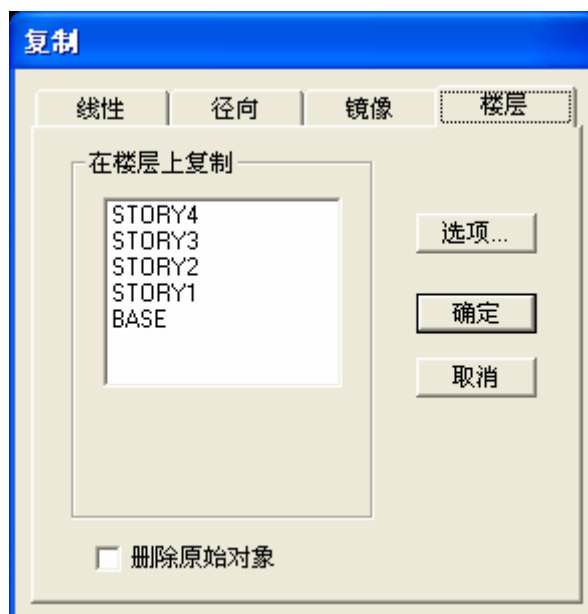 复制
线性 径向 镜像 楼层
在楼层上复制
STORY4
STORY3
STORY2
STORY1
BASE
选项...
确定
取消
删除原始对象